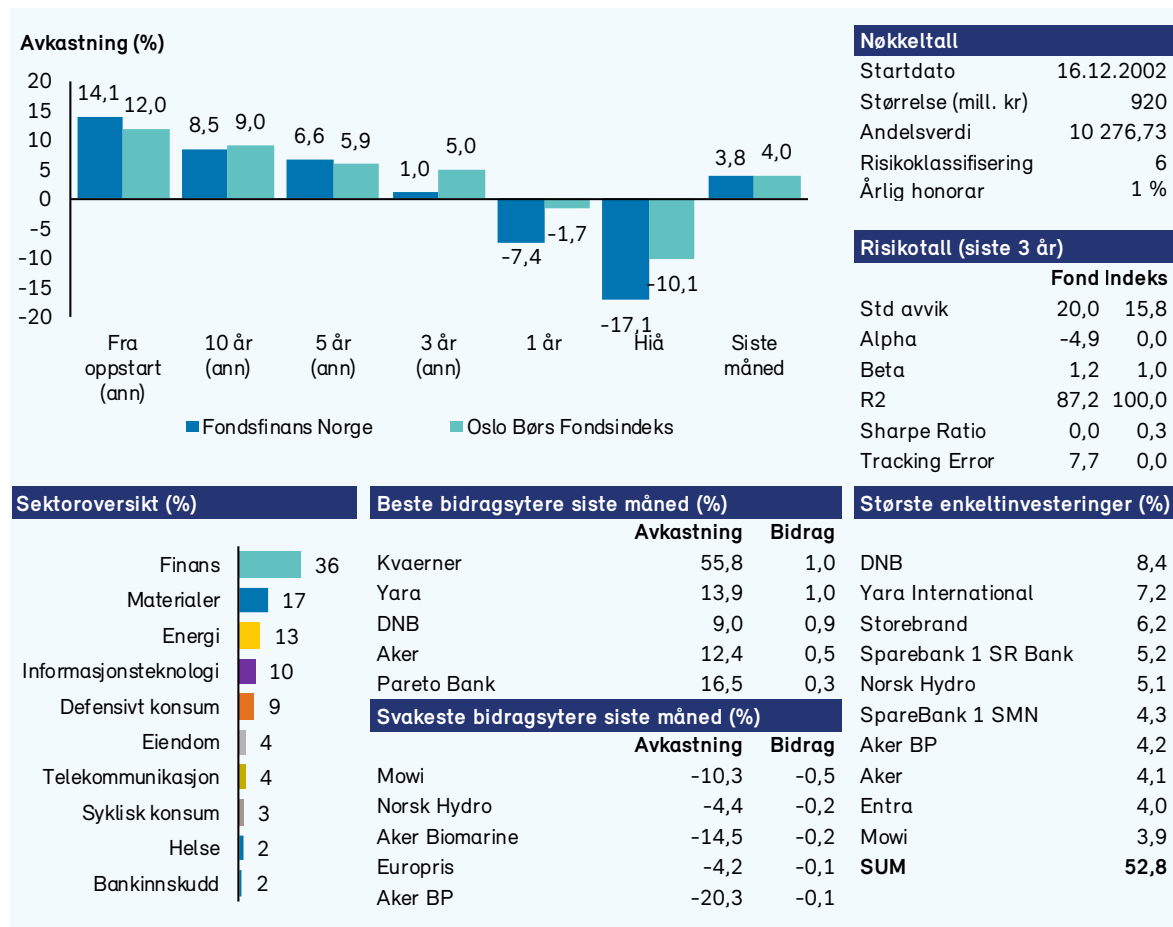 Avkastning (%)
20
15
10
5
0
-5
-10
-15
-20
14,1
12,0
8,5
9,0
6,6
5,9
1,0
5,0
-7,4
-1,7
-17,1
-10,1
3,8
4,0
Fra oppstart (ann)
10 år (ann)
5 år (ann)
3 år (ann)
1 år
Hiå
Siste måned
Fondsfinans Norge
Oslo Børs Fondsindeks
Nøkkeltall
Startdato 16.12.2002
Størrelse (mill. kr) 920
Andelsverdi 10 276,73
Risikoklassifisering 6
Årlig honorar 1 %
Risikotall (siste 3 år)
Fond Indeks
Std avvik 20,0 15,8
Alpha -4,9 0,0
Beta 1,2 1,0
R2 87,2 100,0
Sharpe Ratio 0,0 0,3
Tracking Error 7,7 0,0
Sektoroversikt (%)
Finans 36
Materialer 17
Energi 13
Informasjonsteknologi 10
Defensivt konsum 9
Eiendom 4
Telekommunikasjon 4
Syklisk konsum 3
Helse 2
Bankinnskudd 2
Beste bidragsytere siste måned (%)
Avkastning Bidrag
Kvaerner 55,8 1,0
Yara 13,9 1,0
DNB 9,0 0,9
Aker 12,4 0,5
Pareto Bank 16,5 0,3
Svakeste bidragsytere siste måned (%)
Avkastning Bidrag
Mowi -10,3 -0,5
Norsk Hydro -4,4 -0,2
Aker Biomarine -14,5 -0,2
Europris -4,2 -0,1
Aker BP -20,3 -0,1
Største enkeltinvesteringer (%)
DNB 8,4
Yara International 7,2
Storebrand 6,2
Sparebank 1 SR Bank 5,2
Norsk Hydro 5,1
SpareBank 1 SMN 4,3
Aker BP 4,2
Aker 4,1
Entra 4,0
Mowi 3,9
SUM 52,8